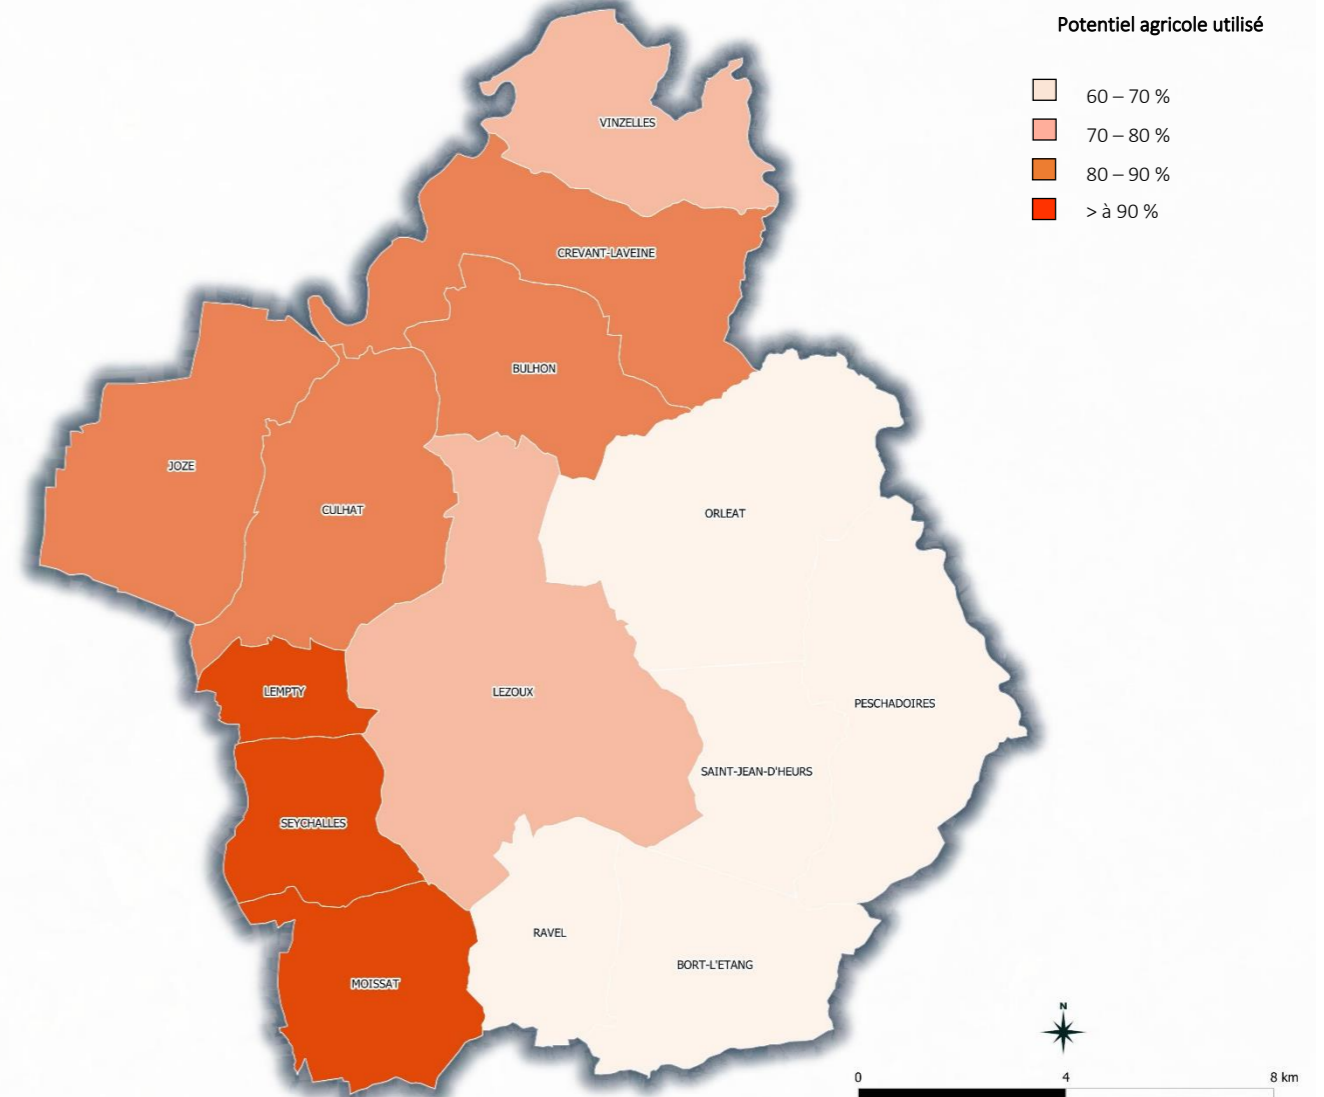 Potentiel agricole utilisé
60 – 70 %
70 – 80 %
80 – 90 %
> à 90 %
VINZELLES
CREVANT-LAVEINE
BULHON
JOZE
CULHAT
ORLEAT
LEMPTY
LEZOUX
PESCHADOIRES
SAINT-JEAN-D'HEURS
SEYCHALLES
RAVEL
BORT-L'ETANG
MOISSAT
N
0 4 8 km